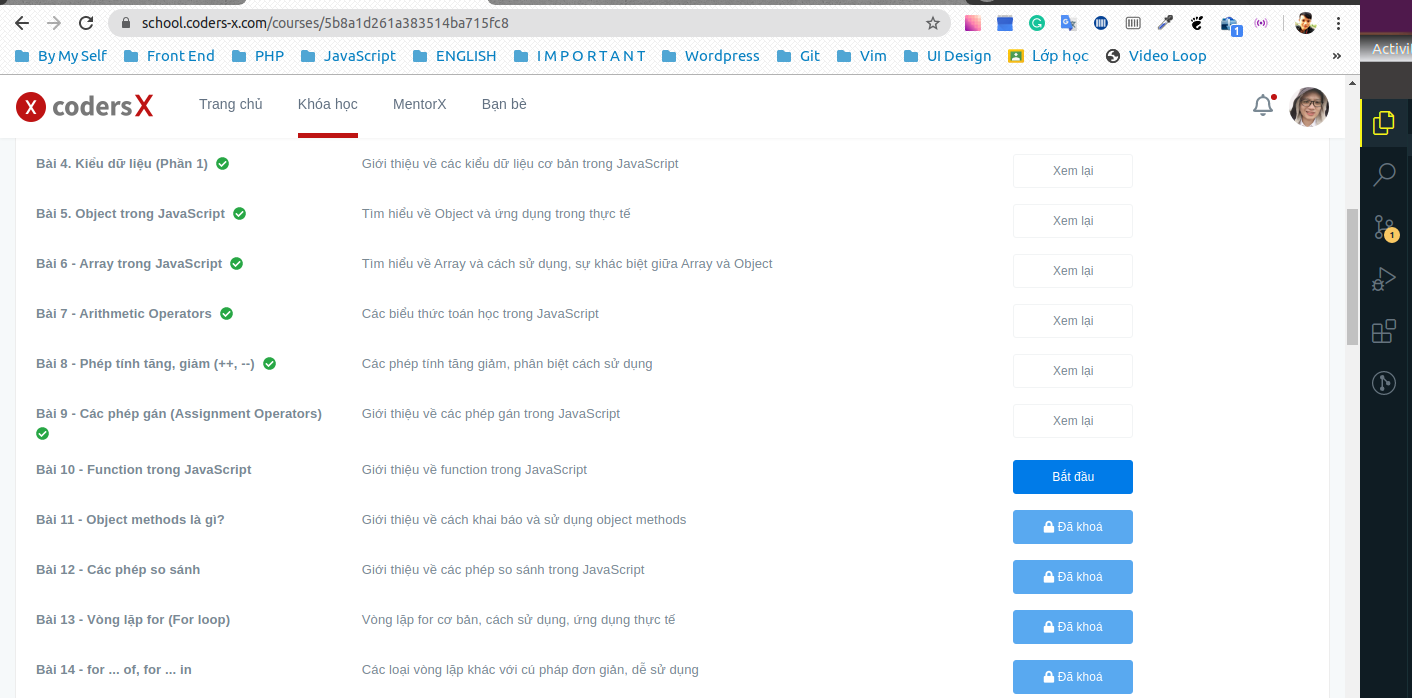 school.coders-x.com/courses/5b8a1d261a383514ba715fc8
1
By My Self Front End PHP JavaScript ENGLISH I M P O R T A N T Wordpress Git Vim UI Design Lớp học Video Loop »
Activi
X codersX Trang chủ Khóa học MentorX Bạn bè
Bài 4. Kiểu dữ liệu (Phần 1) Giới thiệu về các kiểu dữ liệu cơ bản trong JavaScript Xem lại
Bài 5. Object trong JavaScript Tìm hiểu về Object và ứng dụng trong thực tế Xem lại
1
Bài 6 - Array trong JavaScript Tìm hiểu về Array và cách sử dụng, sự khác biệt giữa Array và Object Xem lại
Bài 7 - Arithmetic Operators Các biểu thức toán học trong JavaScript Xem lại
Bài 8 - Phép tính tăng, giảm (++, --) Các phép tính tăng giảm, phân biệt cách sử dụng Xem lại
Bài 9 - Các phép gán (Assignment Operators) Giới thiệu về các phép gán trong JavaScript Xem lại
Bài 10 - Function trong JavaScript Giới thiệu về function trong JavaScript Bắt đầu
Bài 11 - Object methods là gì? Giới thiệu về cách khai báo và sử dụng object methods Đã khoá
Bài 12 - Các phép so sánh Giới thiệu về các phép so sánh trong JavaScript Đã khoá
Bài 13 - Vòng lặp for (For loop) Vòng lặp for cơ bản, cách sử dụng, ứng dụng thực tế Đã khoá
Bài 14 - for ... of, for ... in Các loại vòng lặp khác với cú pháp đơn giản, dễ sử dụng Đã khoá